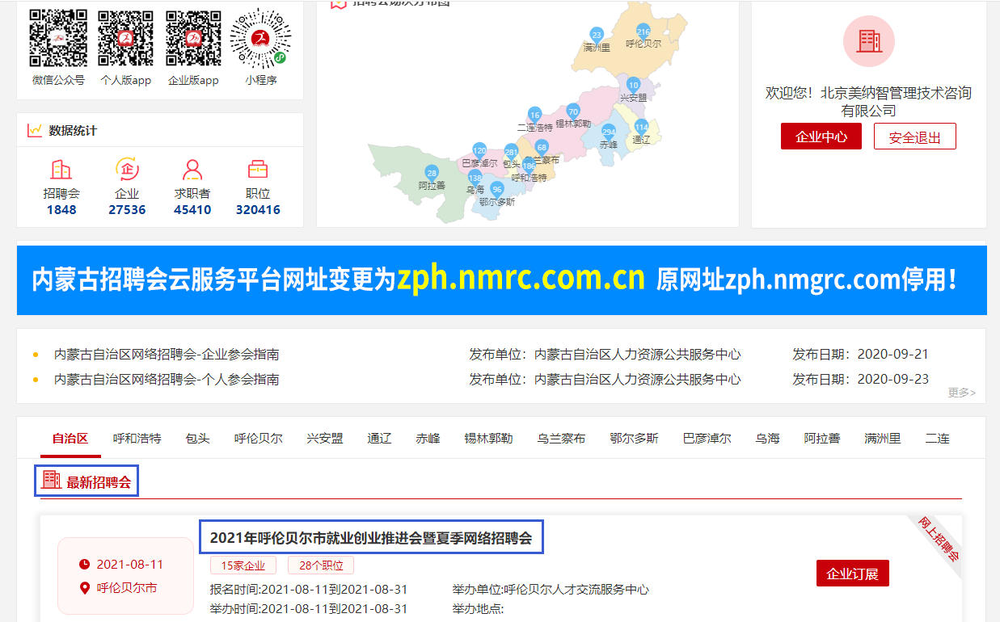 招聘会场次分布图
微信公众号 个人版app 企业版app 小程序
数据统计
招聘会 企业 求职者 职位
1848 27536 45410 320416
23
满洲里
216
呼伦贝尔
10
兴安盟
16
二连浩特
70
锡林郭勒
294
赤峰
114
通辽
120
巴彦淖尔
281
包头
68
乌兰察布
186
呼和浩特
28
阿拉善
138
乌海
96
鄂尔多斯
欢迎您！北京美纳智管理技术咨询
有限公司
企业中心 安全退出
内蒙古招聘会云服务平台网址变更为zph.nmrc.com.cn 原网址zph.nmgrc.com停用！
内蒙古自治区网络招聘会-企业参会指南 发布单位：内蒙古自治区人力资源公共服务中心 发布日期：2020-09-21
内蒙古自治区网络招聘会-个人参会指南 发布单位：内蒙古自治区人力资源公共服务中心 发布日期：2020-09-23
更多>
自治区 呼和浩特 包头 呼伦贝尔 兴安盟 通辽 赤峰 锡林郭勒 乌兰察布 鄂尔多斯 巴彦淖尔 乌海 阿拉善 满洲里 二连
最新招聘会
2021年呼伦贝尔市就业创业推进会暨夏季网络招聘会
网上招聘会
2021-08-11
呼伦贝尔市
15家企业 28个职位
报名时间:2021-08-11到2021-08-31 举办单位:呼伦贝尔人才交流服务中心
举办时间:2021-08-11到2021-08-31 举办地点:
企业订展